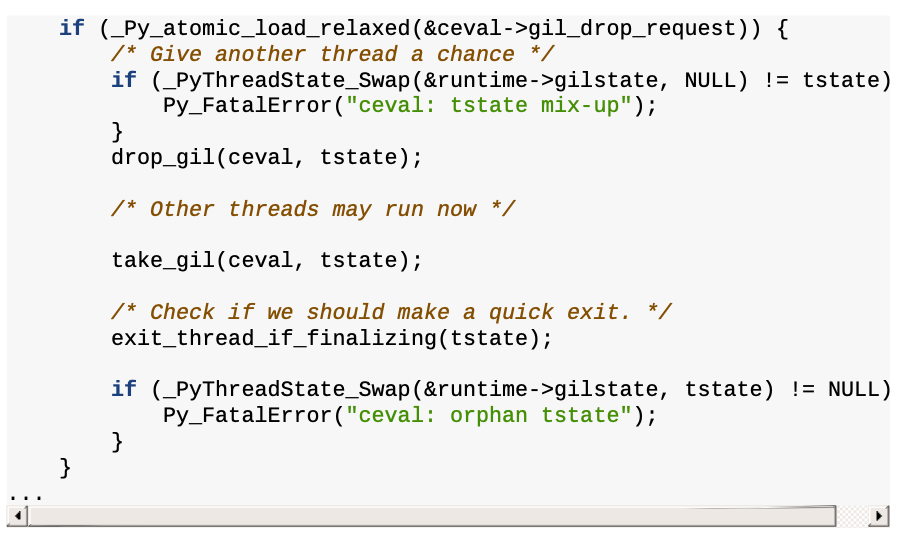 if (_Py_atomic_load_relaxed(&ceval->gil_drop_request)) {
        /* Give another thread a chance */
        if (_PyThreadState_Swap(&runtime->gilstate, NULL) != tstate)
            Py_FatalError("ceval: tstate mix-up");
        }
        drop_gil(ceval, tstate);

        /* Other threads may run now */

        take_gil(ceval, tstate);

        /* Check if we should make a quick exit. */
        exit_thread_if_finalizing(tstate);

        if (_PyThreadState_Swap(&runtime->gilstate, tstate) != NULL)
            Py_FatalError("ceval: orphan tstate");
        }
    }
...